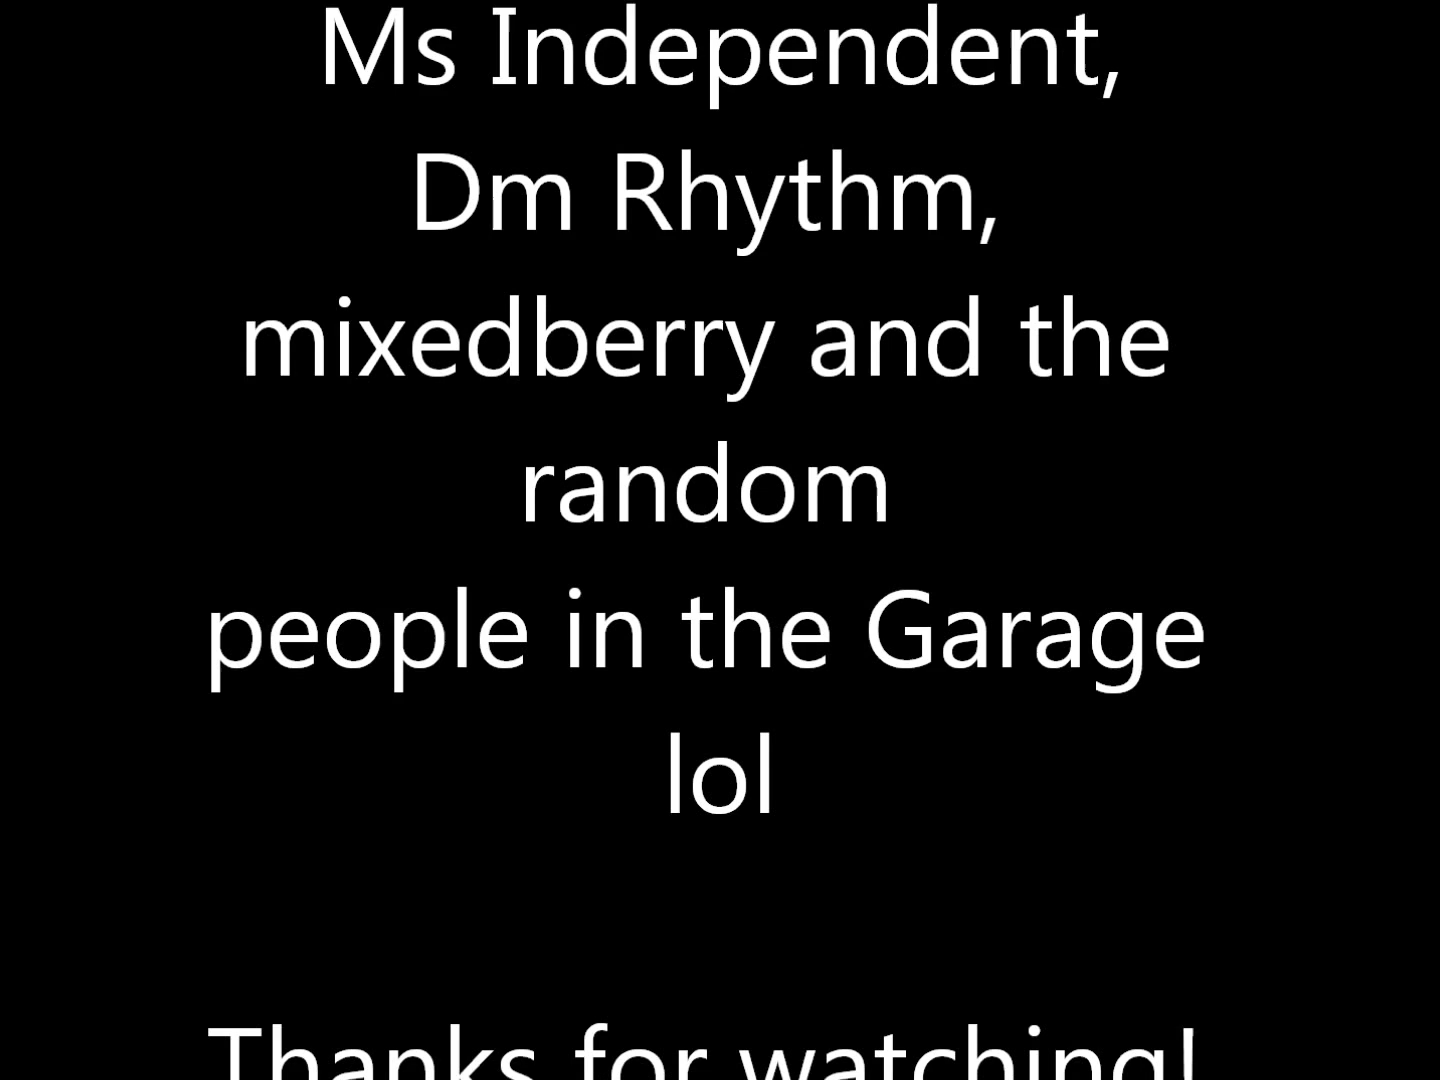 Ms Independent,
Dm Rhythm,
mixedberry and the
random
people in the Garage
lol
Thanks for watching!